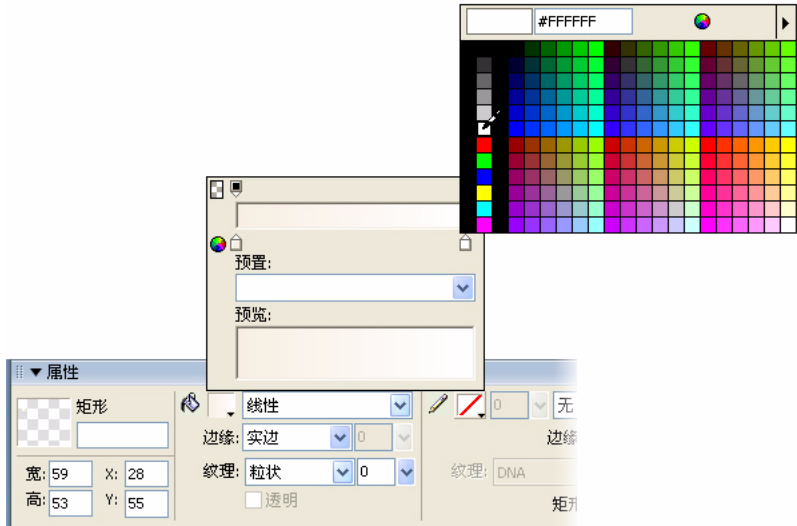 #FFFFFF
预置:
预览:
属性
矩形
线性
0
无
边缘: 实边 0
边缘
宽: 59 X: 28
纹理: 粒状 0
纹理: DNA
高: 53 Y: 55
透明
矩形